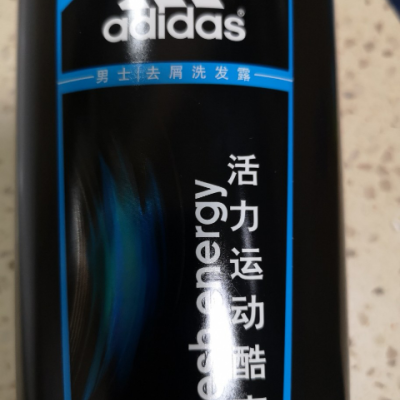 adidas
男士去屑洗发露
活力运动酷
esh energy